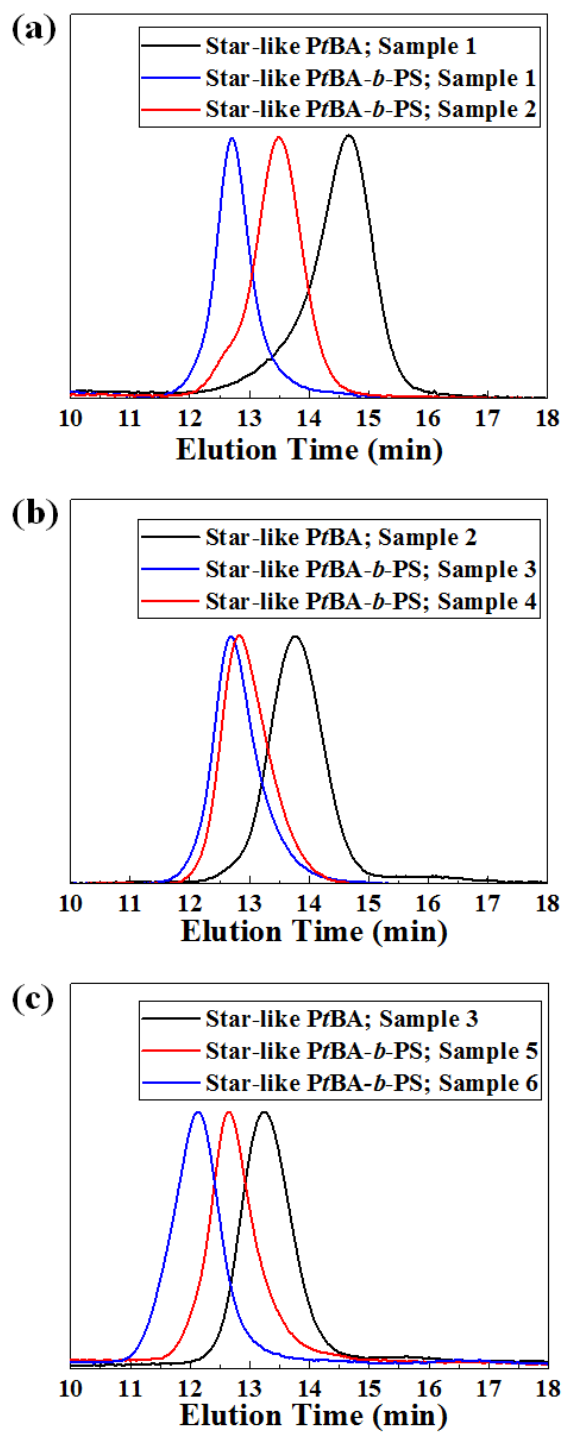 (a)
Star-like PtBA; Sample 1
Star-like PtBA-b-PS; Sample 1
Star-like PtBA-b-PS; Sample 2
10 11 12 13 14 15 16 17 18
Elution Time (min)
(b)
Star-like PtBA; Sample 2
Star-like PtBA-b-PS; Sample 3
Star-like PtBA-b-PS; Sample 4
10 11 12 13 14 15 16 17 18
Elution Time (min)
(c)
Star-like PtBA; Sample 3
Star-like PtBA-b-PS; Sample 5
Star-like PtBA-b-PS; Sample 6
10 11 12 13 14 15 16 17 18
Elution Time (min)